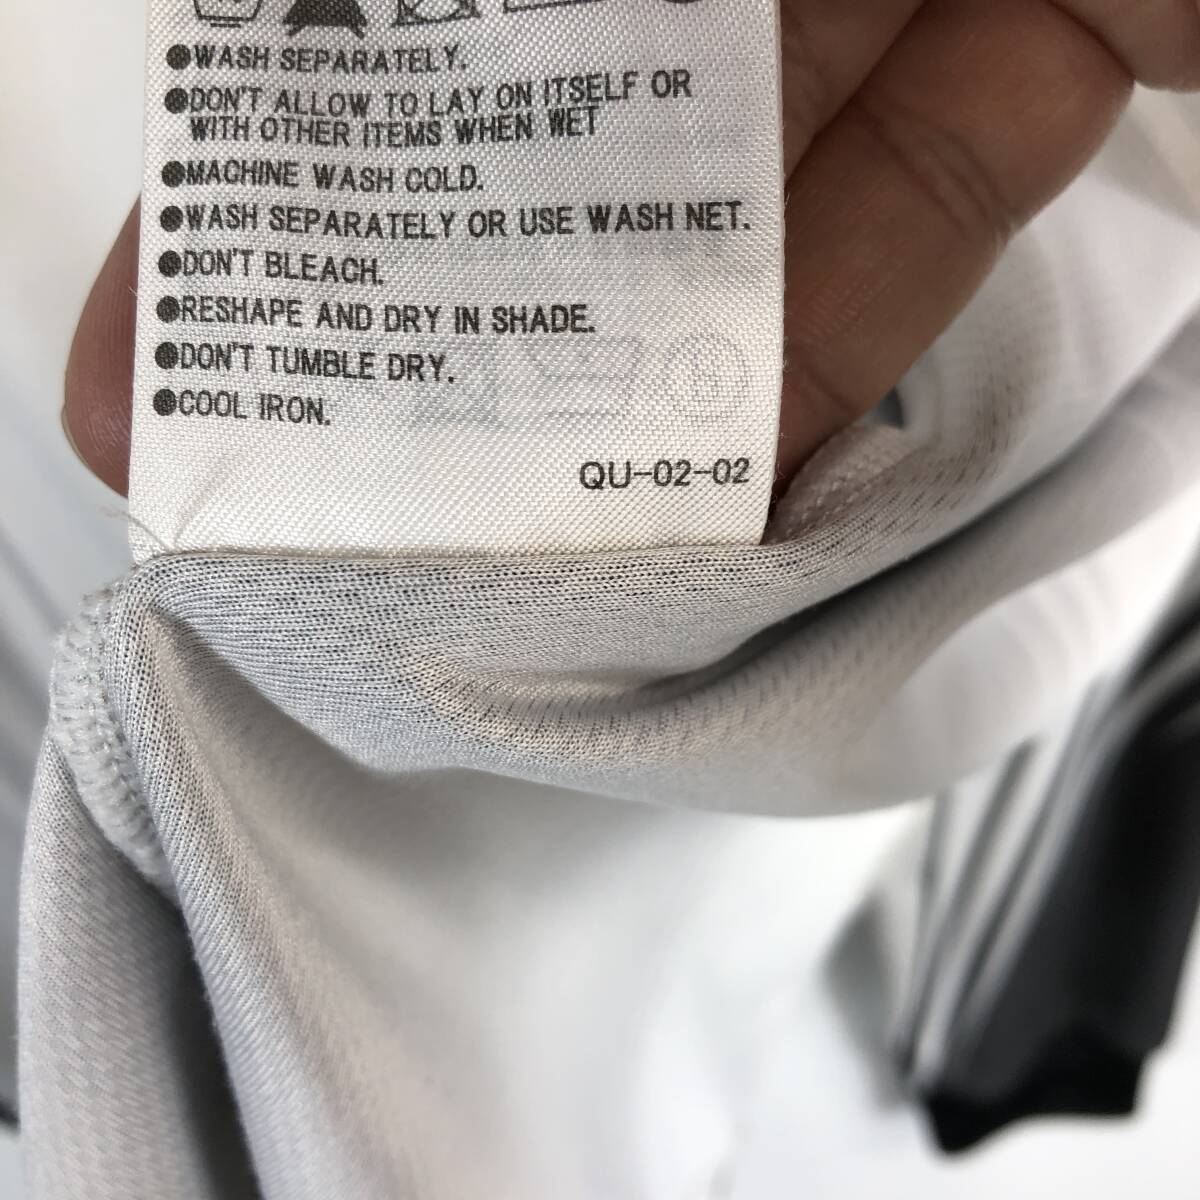 ●WASH SEPARATELY.
●DON'T ALLOW TO LAY ON ITSELF OR
WITH OTHER ITEMS WHEN WET
●MACHINE WASH COLD.
●WASH SEPARATELY OR USE WASH NET.
●DON'T BLEACH.
●RESHAPE AND DRY IN SHADE.
●DON'T TUMBLE DRY.
●COOL IRON.
QU-02-02